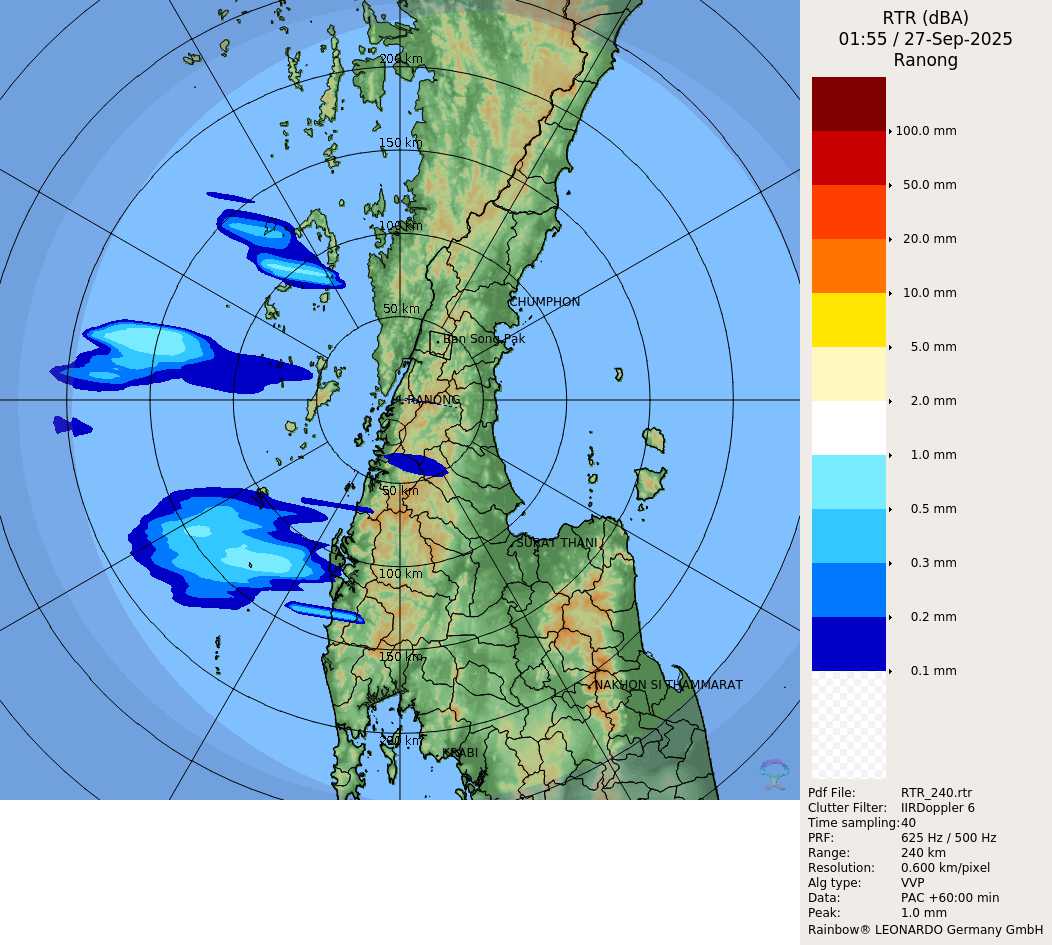 RTR (dBA)
01:55 / 27-Sep-2025
Ranong
200 km
150 km
100 km
50 km
CHUMPHON
Ban Song Pak
RANONG
50 km
SURAT THANI
100 km
150 km
NAKHON SI THAMMARAT
200 km
KRABI
100.0 mm
50.0 mm
20.0 mm
10.0 mm
5.0 mm
2.0 mm
1.0 mm
0.5 mm
0.3 mm
0.2 mm
0.1 mm
Pdf File: RTR_240.rtr
Clutter Filter: IIRDoppler 6
Time sampling:40
PRF: 625 Hz / 500 Hz
Range: 240 km
Resolution: 0.600 km/pixel
Alg type: VVP
Data: PAC +60:00 min
Peak: 1.0 mm
Rainbow® LEONARDO Germany GmbH